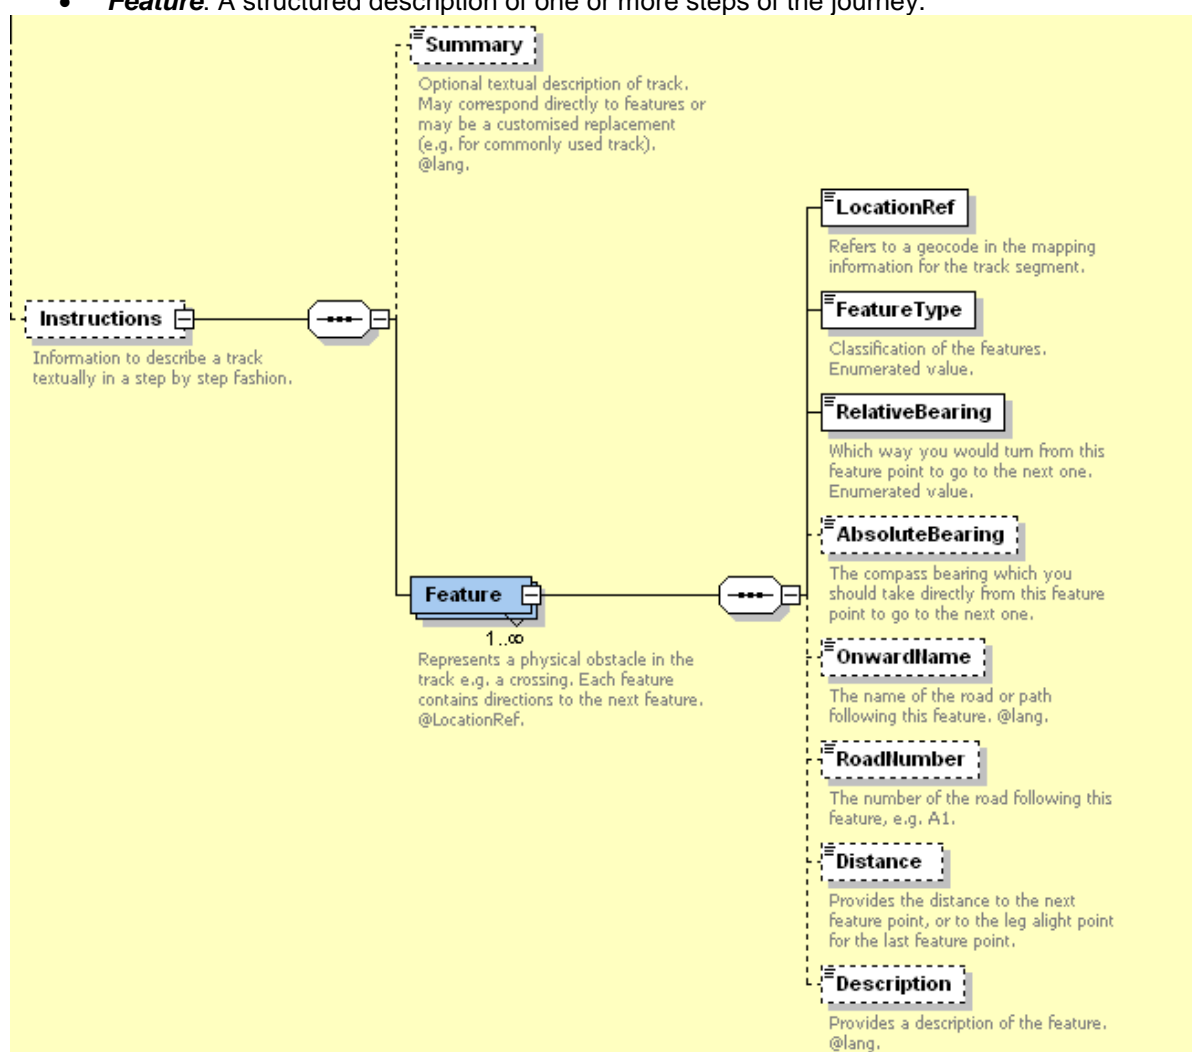 • Feature. A structured description of one or more steps of the journey.
Summary
Optional textual description of track.
May correspond directly to features or
may be a customised replacement
(e.g. for commonly used track).
@lang.
LocationRef
Refers to a geocode in the mapping
information for the track segment.
Instructions
Information to describe a track
textually in a step by step fashion.
FeatureType
Classification of the features.
Enumerated value.
RelativeBearing
Which way you would turn from this
feature point to go to the next one.
Enumerated value.
AbsoluteBearing
The compass bearing which you
should take directly from this feature
point to go to the next one.
Feature
1..∞
Represents a physical obstacle in the
track e.g. a crossing. Each feature
contains directions to the next feature.
@LocationRef.
OnwardName
The name of the road or path
following this feature. @lang.
RoadNumber
The number of the road following this
feature, e.g. A1.
Distance
Provides the distance to the next
feature point, or to the leg alight point
for the last feature point.
Description
Provides a description of the feature.
@lang.